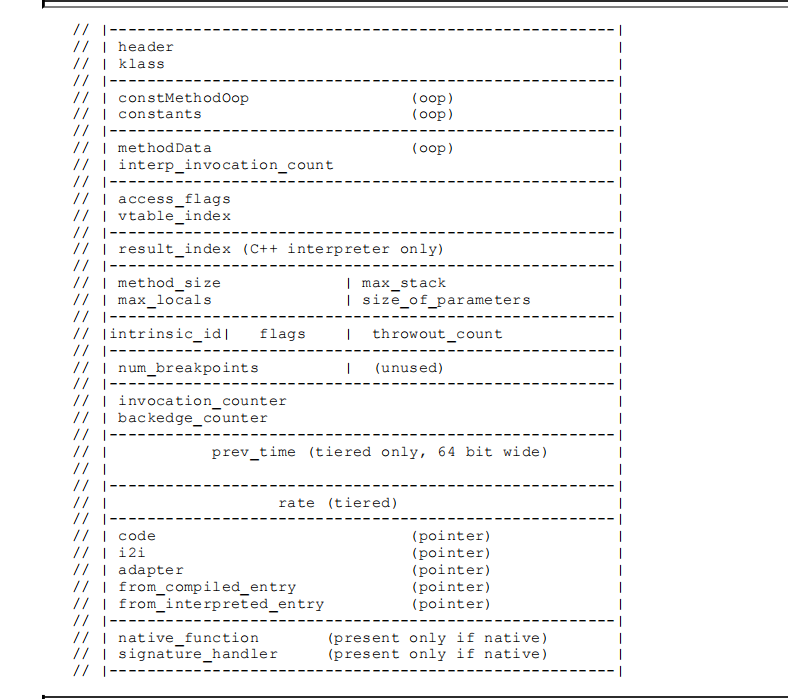 // |------------------------------------------------------|
// | header                                               |
// | klass                                                |
// |------------------------------------------------------|
// | constMethodOop                 (oop)                 |
// | constants                      (oop)                 |
// |------------------------------------------------------|
// | methodData                     (oop)                 |
// | interp_invocation_count                              |
// |------------------------------------------------------|
// | access_flags                                         |
// | vtable_index                                         |
// |------------------------------------------------------|
// | result_index (C++ interpreter only)                  |
// |------------------------------------------------------|
// | method_size             | max_stack                  |
// | max_locals              | size_of_parameters         |
// |------------------------------------------------------|
// |intrinsic_id|   flags    |  throwout_count            |
// |------------------------------------------------------|
// | num_breakpoints         |  (unused)                  |
// |------------------------------------------------------|
// | invocation_counter                                   |
// | backedge_counter                                     |
// |------------------------------------------------------|
// |           prev_time (tiered only, 64 bit wide)       |
// |                                                      |
// |------------------------------------------------------|
// |                  rate (tiered)                       |
// |------------------------------------------------------|
// | code                           (pointer)             |
// | i2i                            (pointer)             |
// | adapter                        (pointer)             |
// | from_compiled_entry            (pointer)             |
// | from_interpreted_entry         (pointer)             |
// |------------------------------------------------------|
// | native_function       (present only if native)       |
// | signature_handler     (present only if native)       |
// |------------------------------------------------------|